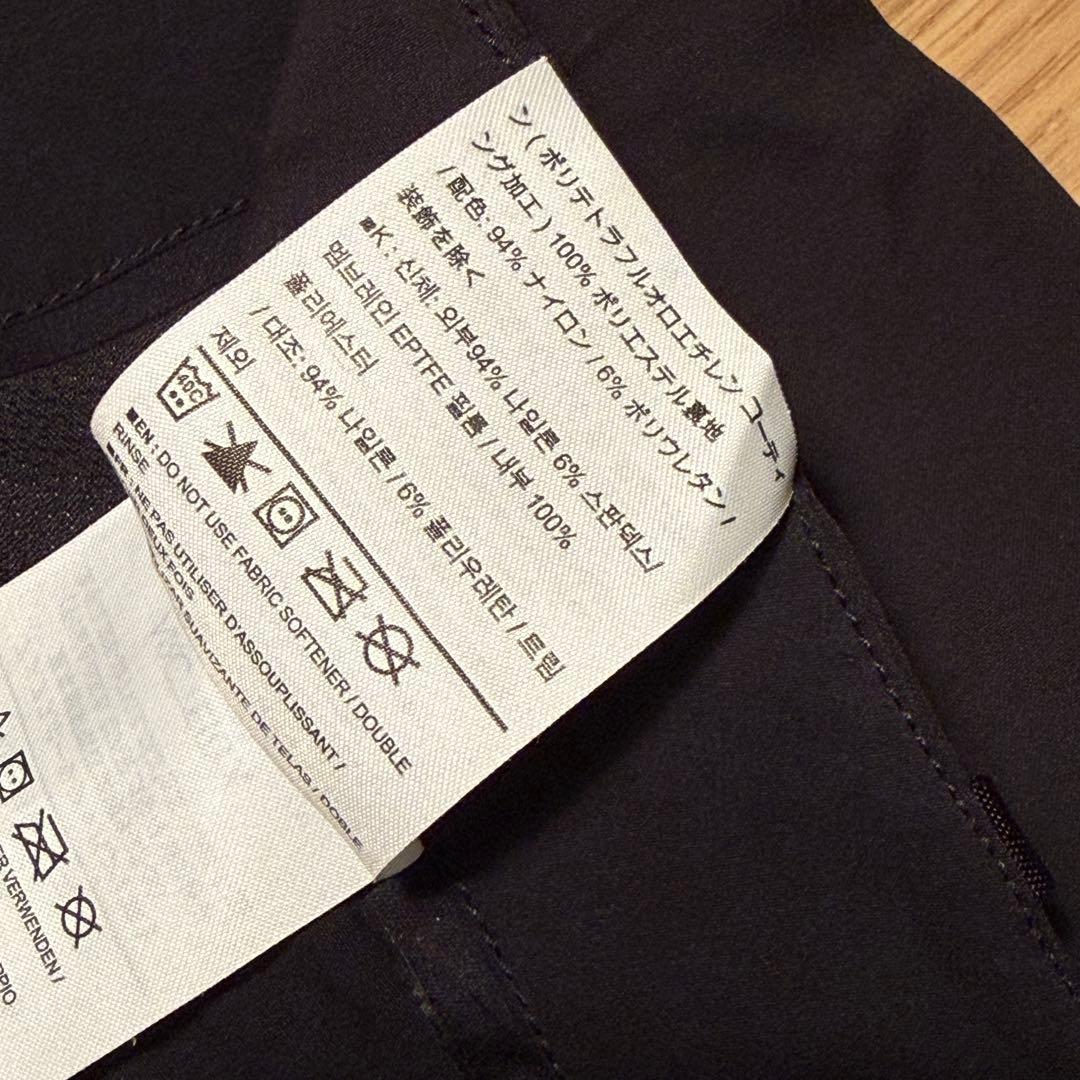 ン ( ポリテトラフルオロエチレン コーティ
ング加工 ) 100% ポリエステル裏地
/ 配色: 94% ナイロン / 6% ポリウレタン /
装飾を除く
■K : 신체: 외부94% 나일론 6% 스판덱스/
멤브레인 EPTFE 필름 / 내부 100%
폴리에스터
/ 대조: 94% 나일론 / 6% 폴리우레탄 / 트림
제외
40C
■EN : DO NOT USE FABRIC SOFTENER / DOUBLE
RINSE
NE PAS UTILISER D'ASSOUPLISSANT /
SUAVIZANTE DE TELAS / DOBLE
VERWENDEN /